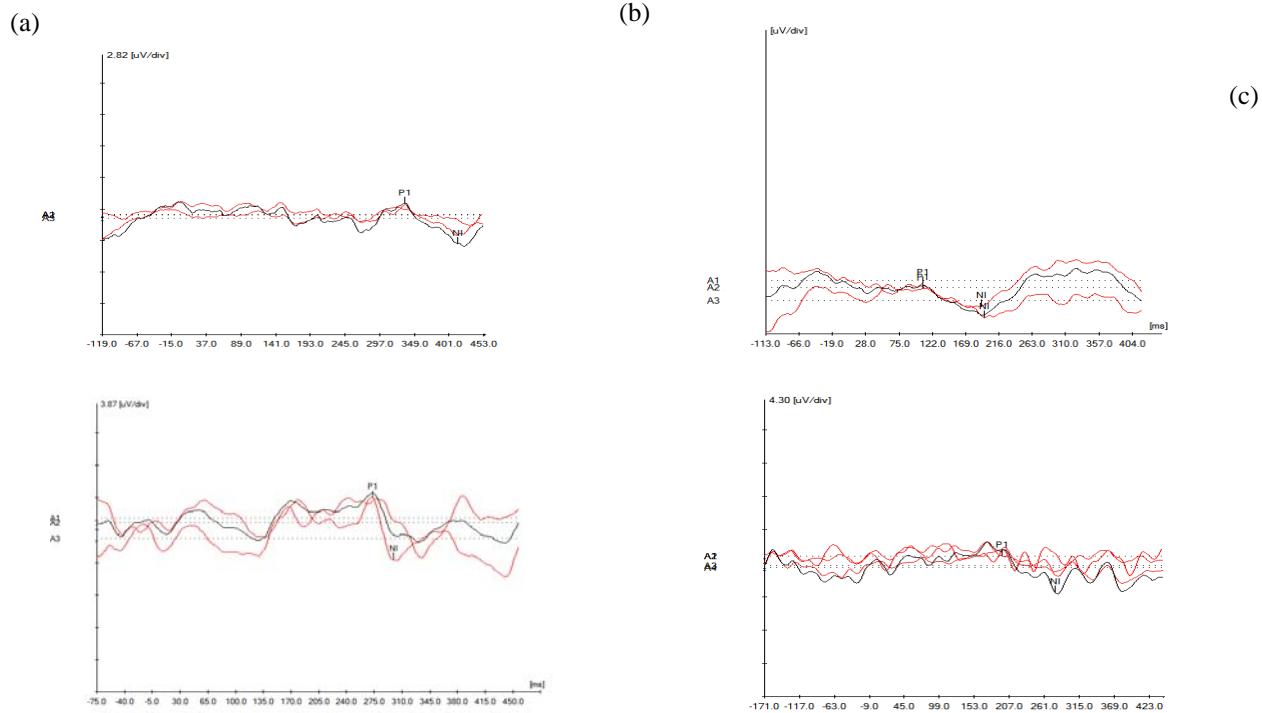 (a)
(b)
(c)
2.82 [uV/div]
P1
A3
N1
-119.0 -67.0 -15.0 37.0 89.0 141.0 193.0 245.0 297.0 349.0 401.0 453.0
[uV/div]
P1
P1
A1
A2
A3
N1
N1
[ms]
-113.0 -66.0 -19.0 28.0 75.0 122.0 169.0 216.0 263.0 310.0 357.0 404.0
3.87 [uV/div]
P1
A1
A2
A3
N1
[ms]
-75.0 -40.0 -5.0 30.0 65.0 100.0 135.0 170.0 205.0 240.0 275.0 310.0 345.0 380.0 415.0 450.0
4.30 [uV/div]
P1
N1
-171.0 -117.0 -63.0 -9.0 45.0 99.0 153.0 207.0 261.0 315.0 369.0 423.0